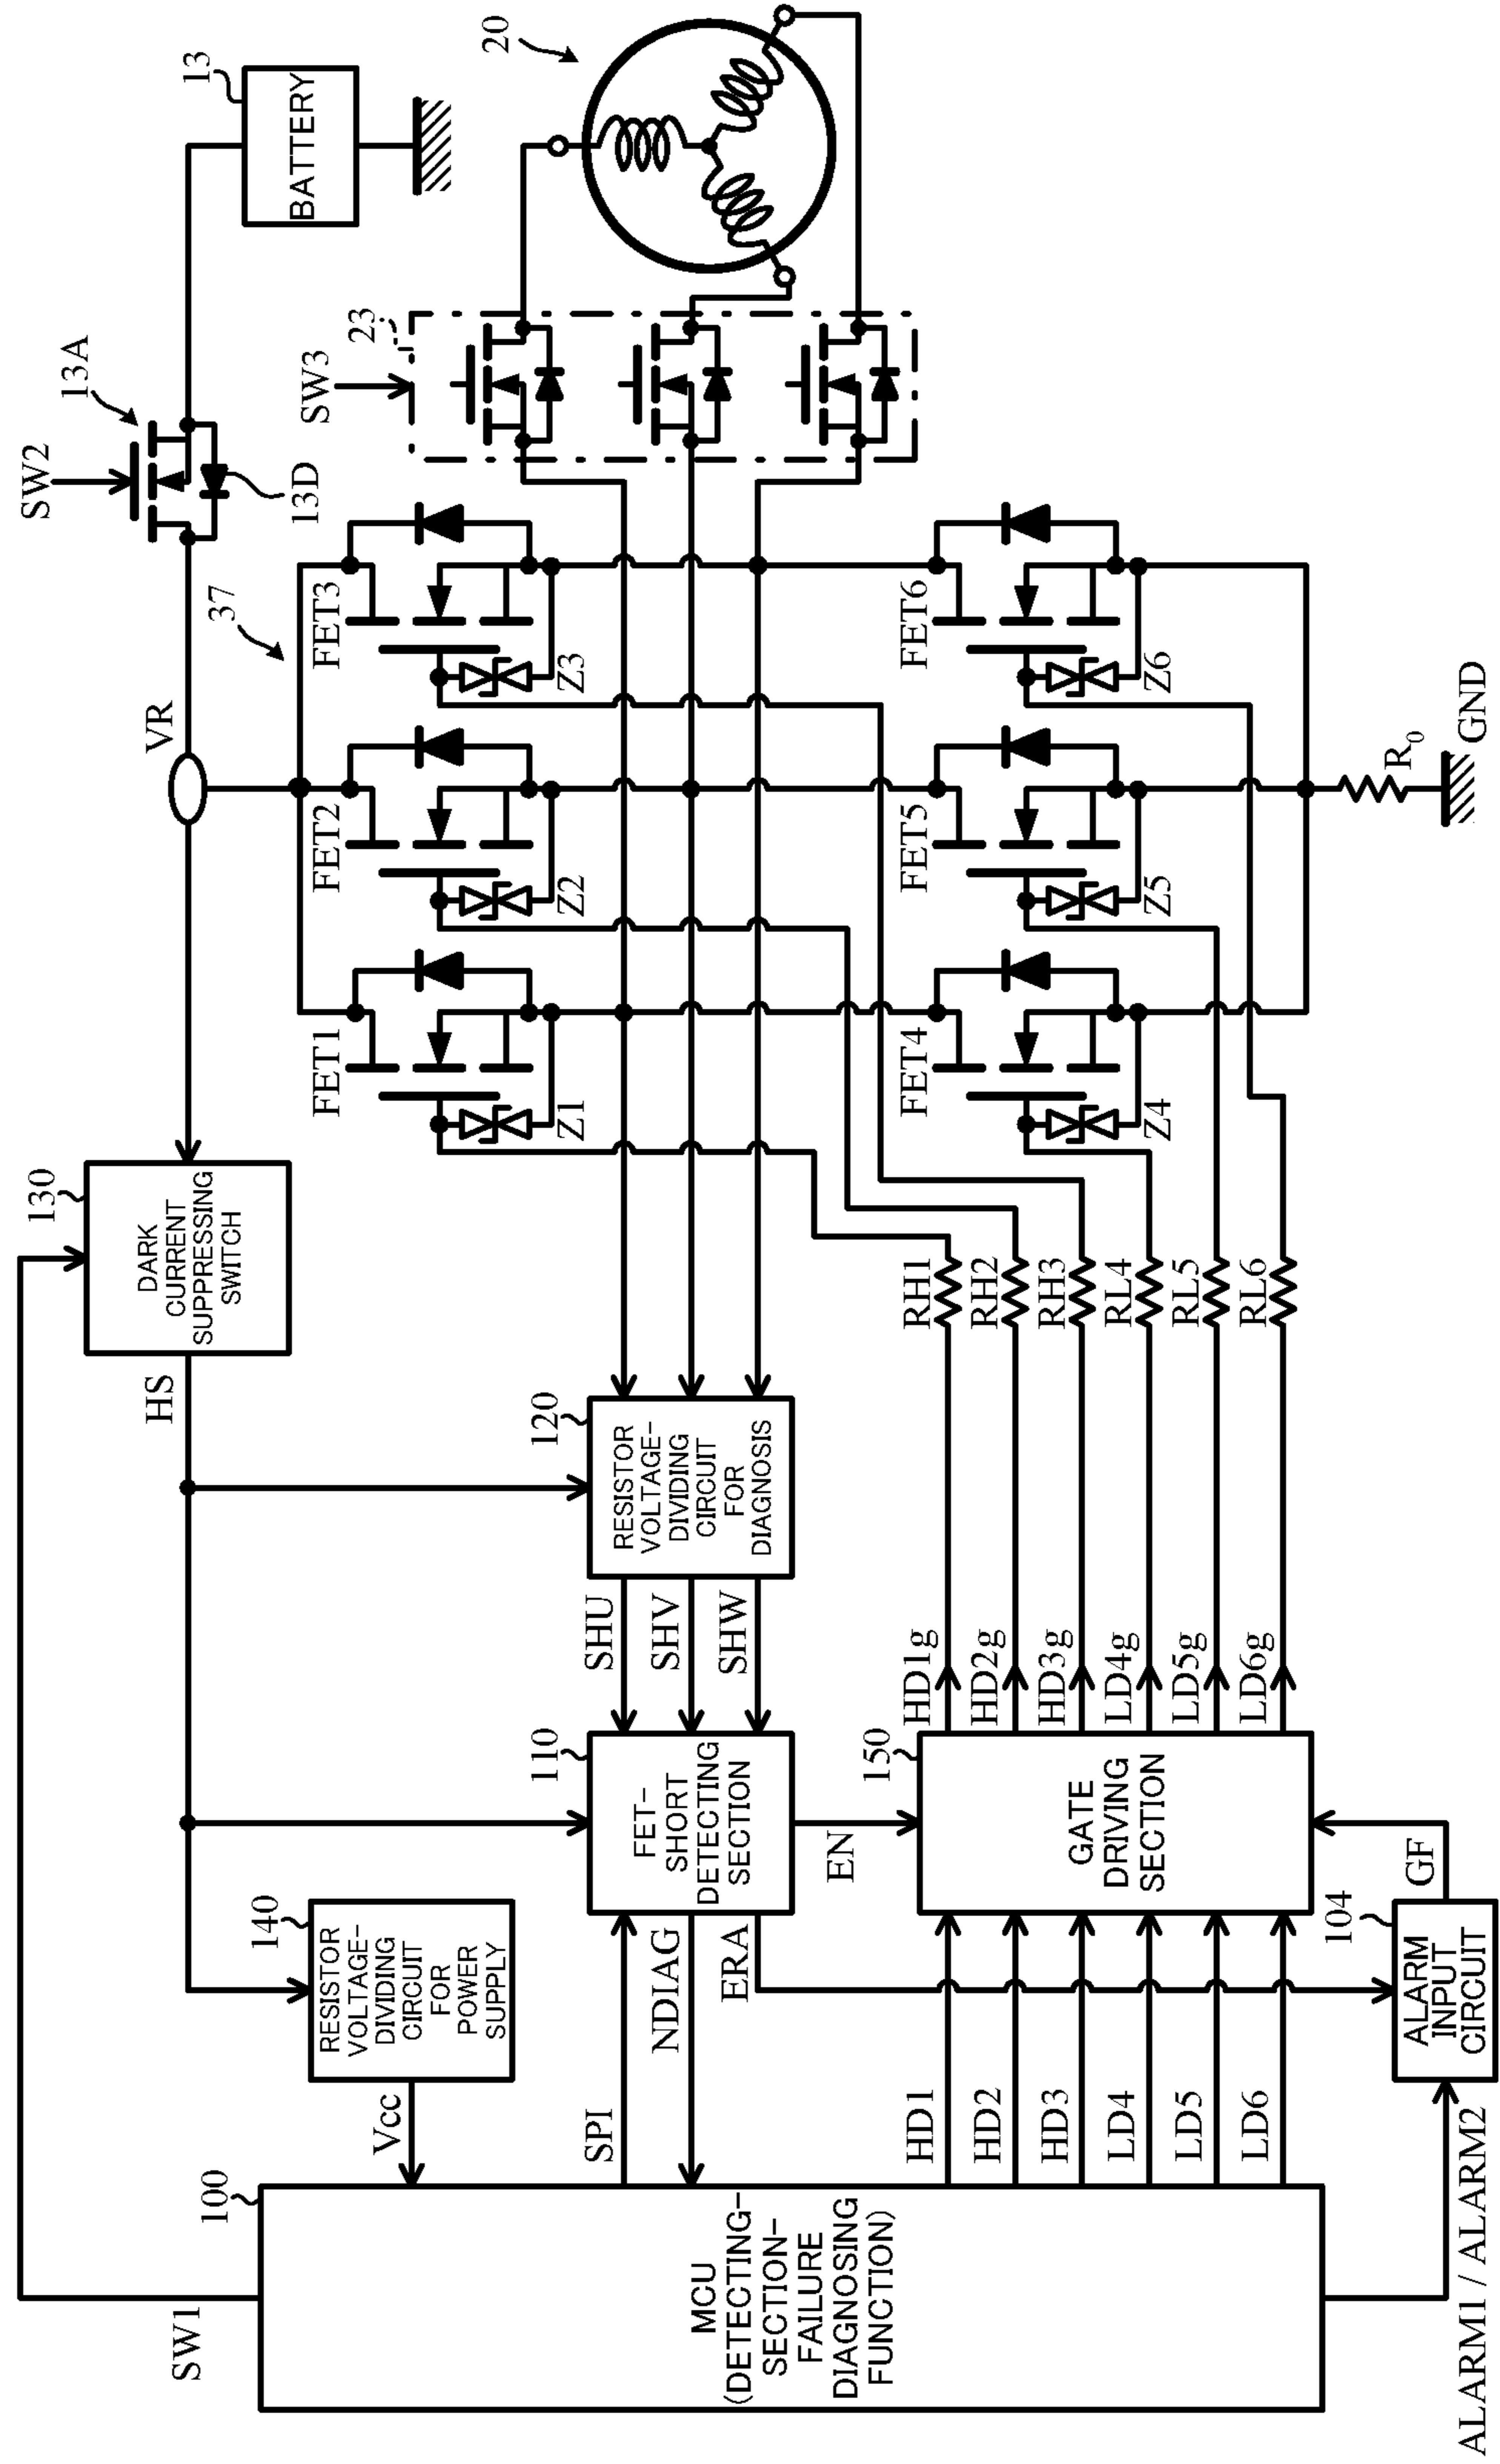 SW1
100
MCU
(DETECTING-
SECTION-
FAILURE
DIAGNOSING
FUNCTION)
ALARM1 / ALARM2
Vcc
SPI
NDIAG
ERA
HD1
HD2
HD3
LD4
LD5
LD6
140
RESISTOR
VOLTAGE-
DIVIDING
CIRCUIT
FOR
POWER
SUPPLY
104
ALARM
INPUT
CIRCUIT
GF
110
FET-
SHORT
DETECTING
SECTION
EN
150
GATE
DRIVING
SECTION
SHU
SHV
SHW
HD1g
HD2g
HD3g
LD4g
LD5g
LD6g
120
RESISTOR
VOLTAGE-
DIVIDING
CIRCUIT
FOR
DIAGNOSIS
HS
130
DARK
CURRENT
SUPPRESSING
SWITCH
RH1
RH2
RH3
RL4
RL5
RL6
FET1
Z1
FET4
Z4
FET2
Z2
FET5
Z5
FET3
Z3
FET6
Z6
VR
37
R0
GND
SW2
13A
13D
SW3
23
13
BATTERY
20